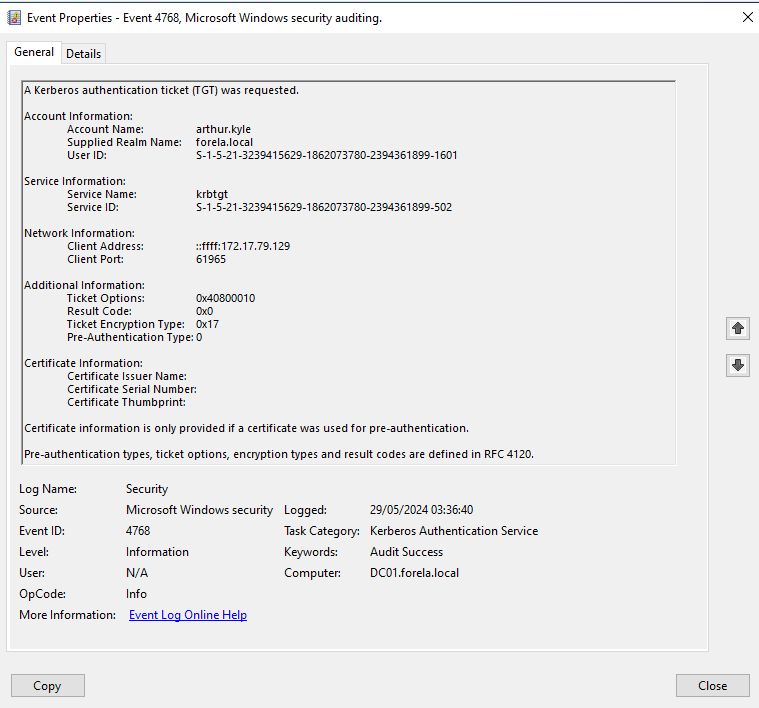 Event Properties - Event 4768, Microsoft Windows security auditing.
General Details
A Kerberos authentication ticket (TGT) was requested.
Account Information:
Account Name: arthur.kyle
Supplied Realm Name: forela.local
User ID: S-1-5-21-3239415629-1862073780-2394361899-1601
Service Information:
Service Name: krbtgt
Service ID: S-1-5-21-3239415629-1862073780-2394361899-502
Network Information:
Client Address: ::ffff:172.17.79.129
Client Port: 61965
Additional Information:
Ticket Options: 0x40800010
Result Code: 0x0
Ticket Encryption Type: 0x17
Pre-Authentication Type: 0
Certificate Information:
Certificate Issuer Name:
Certificate Serial Number:
Certificate Thumbprint:
Certificate information is only provided if a certificate was used for pre-authentication.
Pre-authentication types, ticket options, encryption types and result codes are defined in RFC 4120.
Log Name: Security
Source: Microsoft Windows security Logged: 29/05/2024 03:36:40
Event ID: 4768 Task Category: Kerberos Authentication Service
Level: Information Keywords: Audit Success
User: N/A Computer: DC01.forela.local
OpCode: Info
More Information: Event Log Online Help
Copy Close